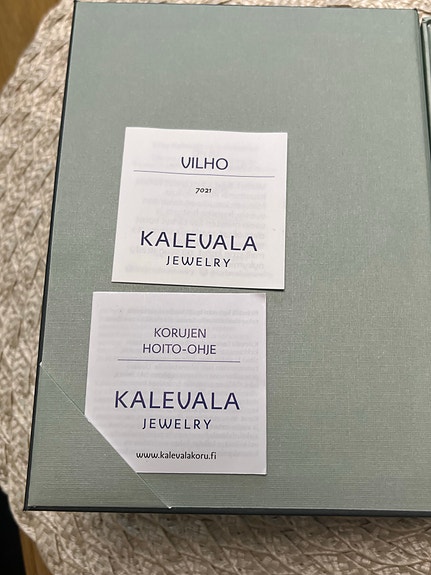 VILHO
7021
KALEVALA
JEWELRY
KORUJEN
HOITO-OHJE
KALEVALA
JEWELRY
www.kalevalakoru.fi